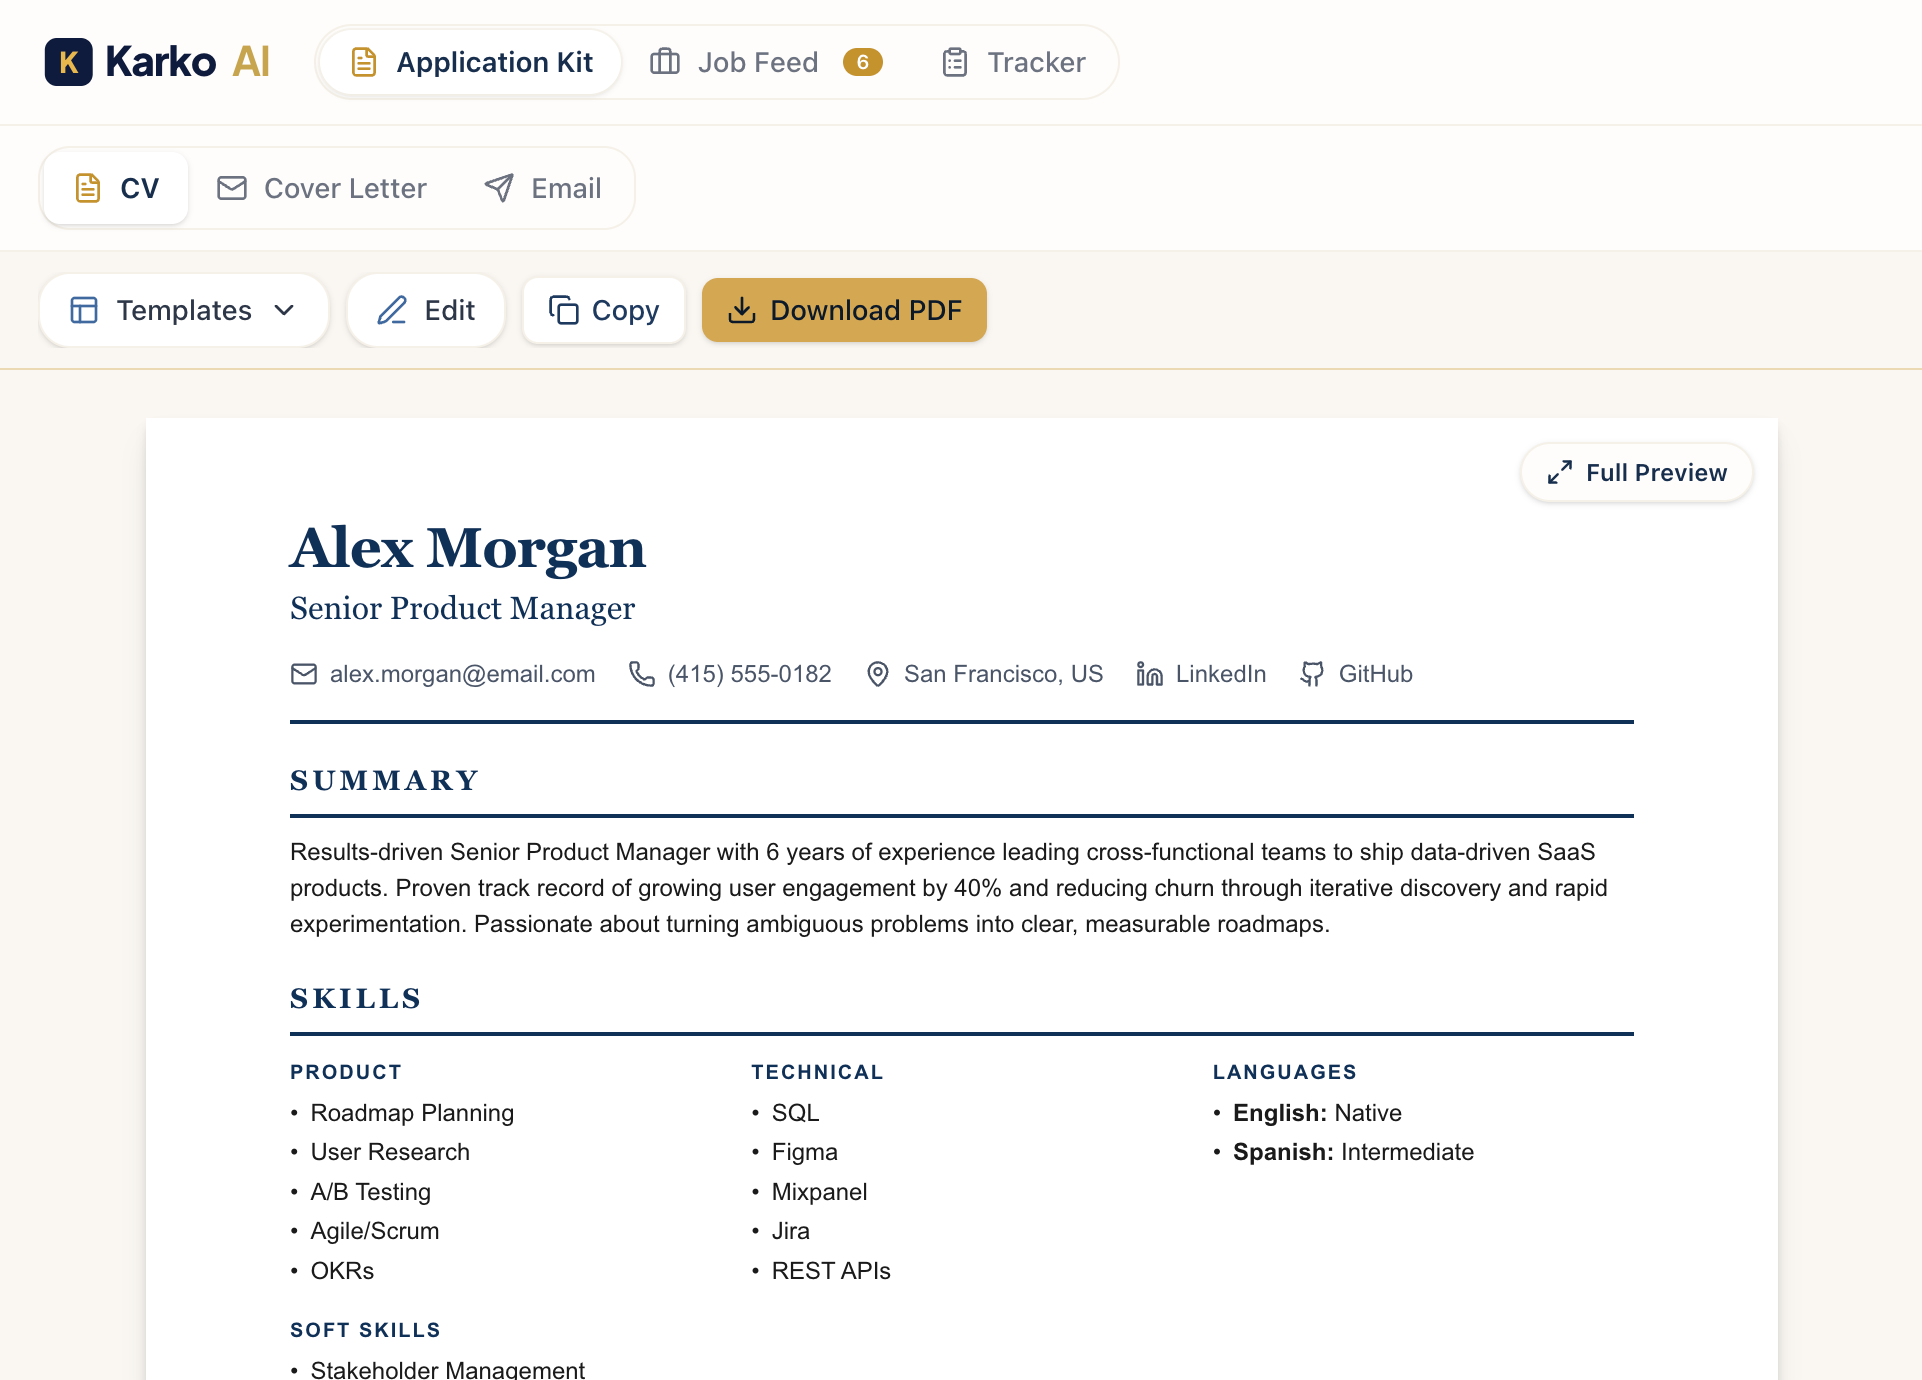 K Karko AI
Application Kit
Job Feed 6
Tracker
CV
Cover Letter
Email
Templates
Edit
Copy
Download PDF
Full Preview
Alex Morgan
Senior Product Manager
alex.morgan@email.com (415) 555-0182 San Francisco, US LinkedIn GitHub
SUMMARY
Results-driven Senior Product Manager with 6 years of experience leading cross-functional teams to ship data-driven SaaS
products. Proven track record of growing user engagement by 40% and reducing churn through iterative discovery and rapid
experimentation. Passionate about turning ambiguous problems into clear, measurable roadmaps.
SKILLS
PRODUCT
• Roadmap Planning
• User Research
• A/B Testing
• Agile/Scrum
• OKRs
TECHNICAL
• SQL
• Figma
• Mixpanel
• Jira
• REST APIs
LANGUAGES
• English: Native
• Spanish: Intermediate
SOFT SKILLS
• Stakeholder Management